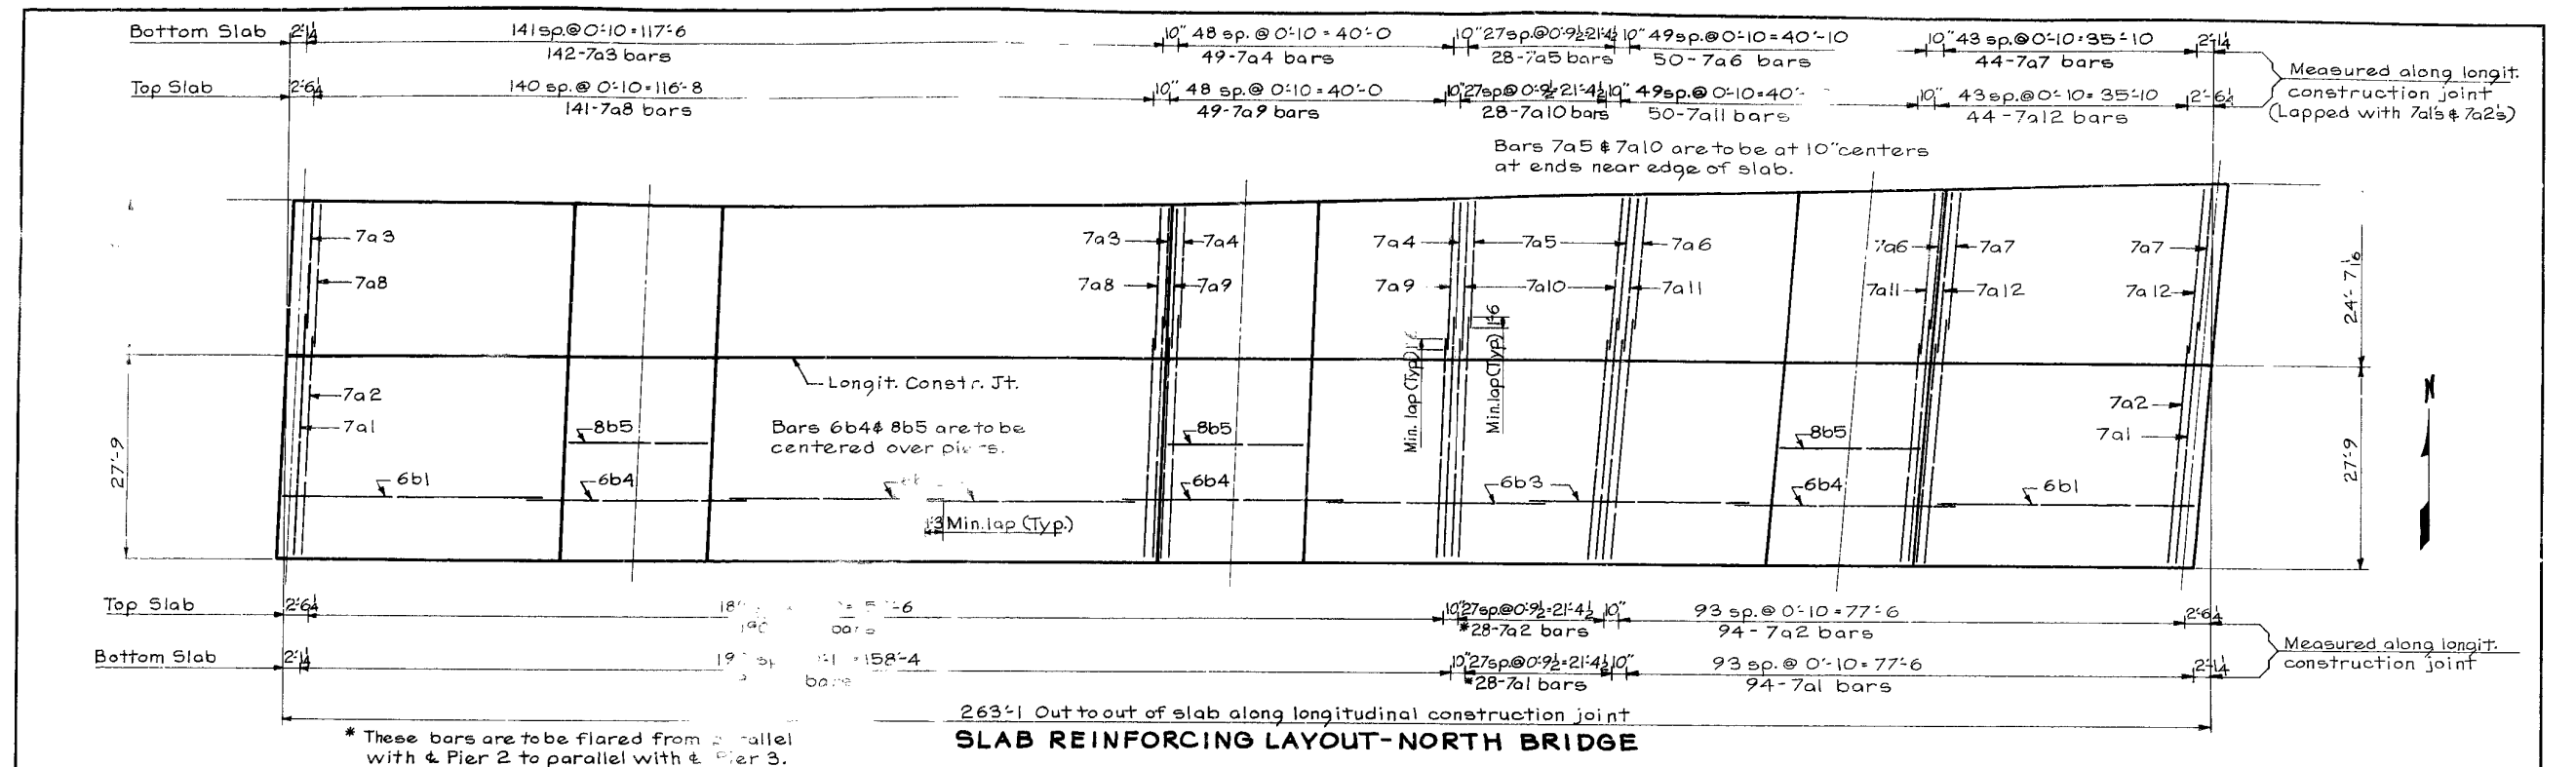 Bottom Slab 2'-1¼ 141 sp. @ 0'-10 = 117'-6 10" 48 sp. @ 0'-10 = 40'-0 10" 27 sp. @ 0'-9½ = 21'-4½ 10" 49 sp. @ 0'-10 = 40'-10 10" 43 sp. @ 0'-10 = 35'-10 2'-1¼
142-7a3 bars 49-7a4 bars 28-7a5 bars 50-7a6 bars 44-7a7 bars
Top Slab 2'-6¼ 140 sp. @ 0'-10 = 116'-8 10" 48 sp. @ 0'-10 = 40'-0 10" 27 sp. @ 0'-9½ = 21'-4½ 10" 49 sp. @ 0'-10 = 40'- 10" 43 sp. @ 0'-10 = 35'-10 2'-6¼
141-7a8 bars 49-7a9 bars 28-7a10 bars 50-7a11 bars 44-7a12 bars
Measured along longit.
construction joint
(Lapped with 7a1's & 7a2's)
Bars 7a5 & 7a10 are to be at 10" centers
at ends near edge of slab.
7a3 7a3 7a4 7a4 7a5 7a6 7a6 7a7 7a7
7a8 7a8 7a9 7a9 7a10 7a11 7a11 7a12 7a12
24'-7 1/16
Min. lap (Typ)
Min. lap (Typ) 1'-6
Longit. Constr. Jt.
7a2 7a2
7a1 7a1
27'-9 27'-9
N
Bars 6b4 & 8b5 are to be
centered over
8b5 8b5 8b5
6b1 6b4 6b4 6b3 6b4 6b1
1'-3 Min. lap (Typ.)
Top Slab 2'-6¼ 10" 27 sp. @ 0'-9½ = 21'-4½ 10" 93 sp. @ 0'-10 = 77'-6 2'-6¼
bars *28-7a2 bars 94-7a2 bars
Bottom Slab 2'-1¼ = 158'-4 10" 27 sp. @ 0'-9½ = 21'-4½ 10" 93 sp. @ 0'-10 = 77'-6 2'-1¼
bars *28-7a1 bars 94-7a1 bars
Measured along longit.
construction joint
263'-1 Out to out of slab along longitudinal construction joint
* These bars are to be flared from
with ℄ Pier 2 to parallel with ℄ Pier 3.
SLAB REINFORCING LAYOUT-NORTH BRIDGE